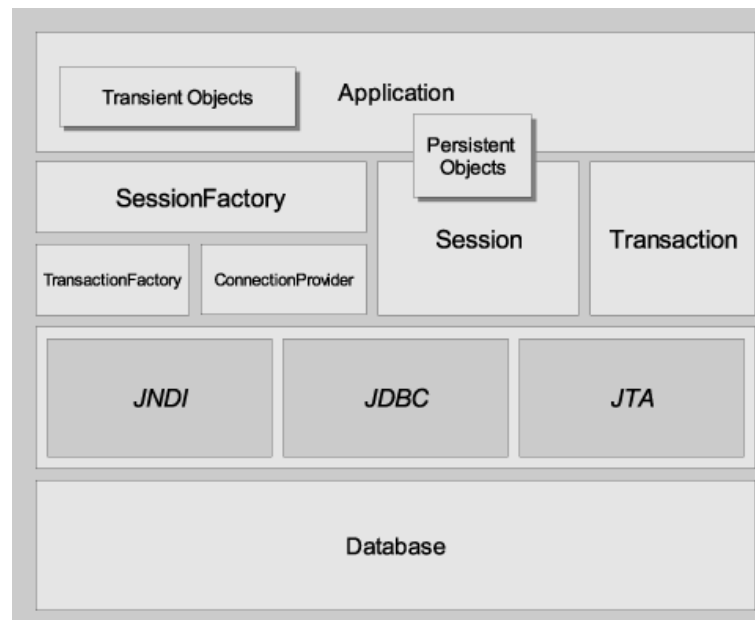 Transient Objects
Application
Persistent
Objects
SessionFactory
Session
Transaction
TransactionFactory
ConnectionProvider
JNDI
JDBC
JTA
Database